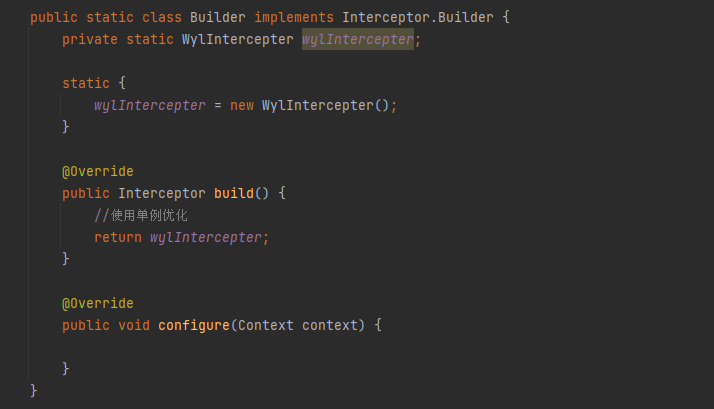 public static class Builder implements Interceptor.Builder {
private static WylIntercepter wylIntercepter;
static {
wylIntercepter = new WylIntercepter();
}
@Override
public Interceptor build() {
//使用单例优化
return wylIntercepter;
}
@Override
public void configure(Context context) {
}
}